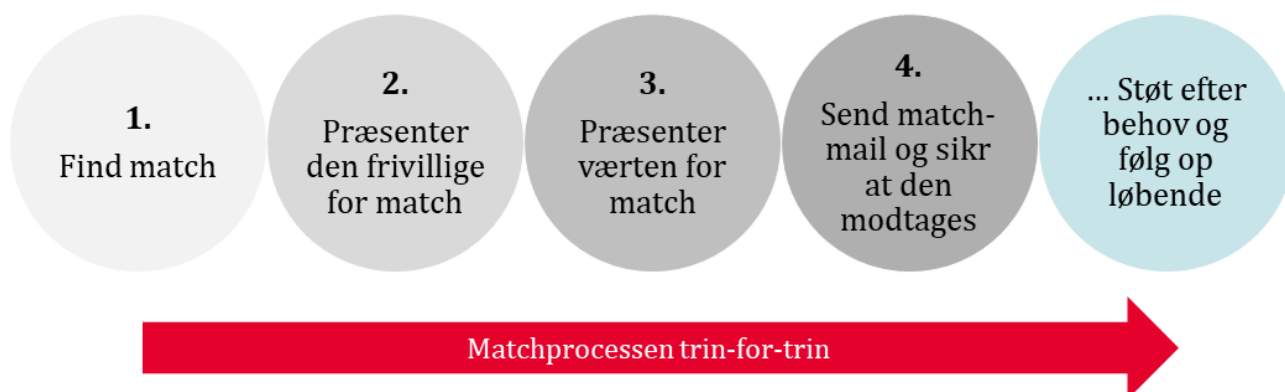 1.
Find match
2.
Præsenter
den frivillige
for match
3.
Præsenter
værten for
match
4.
Send match-
mail og sikr
at den
modtages
... Støt efter
behov og
følg op
løbende
Matchprocessen trin-for-trin